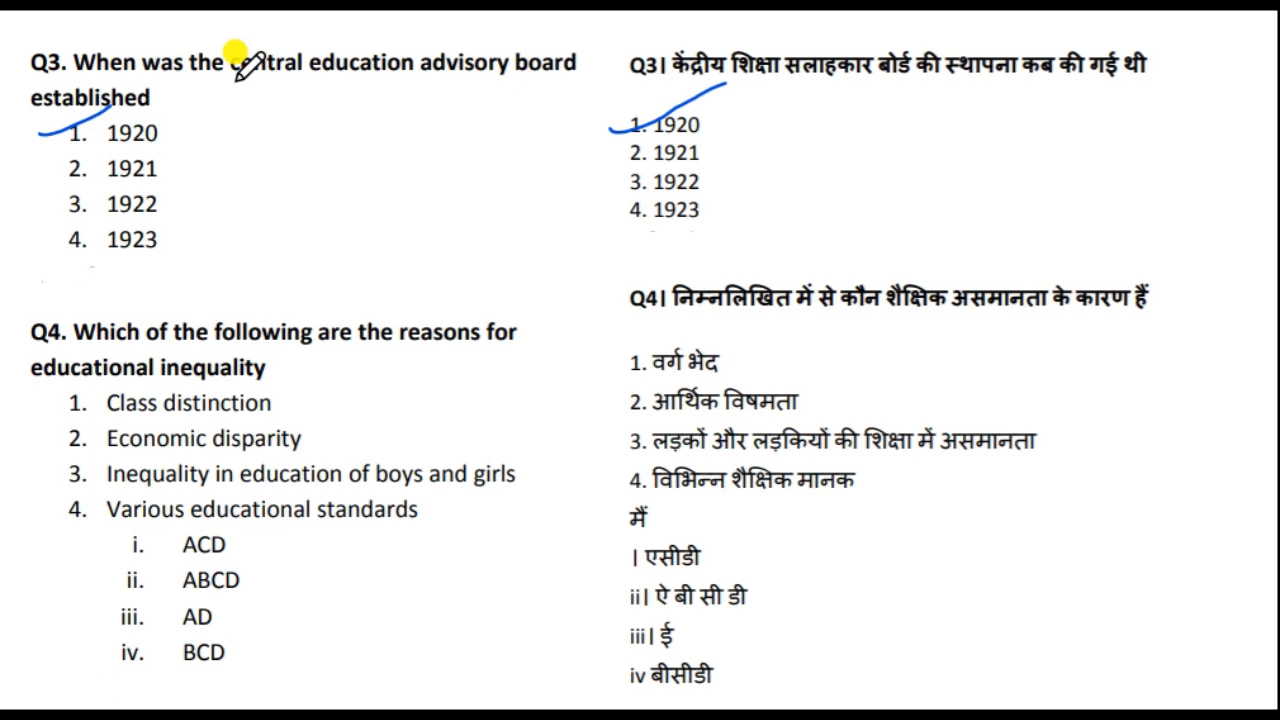 Q3. When was the central education advisory board
established
1. 1920
2. 1921
3. 1922
4. 1923
Q4. Which of the following are the reasons for
educational inequality
1. Class distinction
2. Economic disparity
3. Inequality in education of boys and girls
4. Various educational standards
i. ACD
ii. ABCD
iii. AD
iv. BCD
Q3। केंद्रीय शिक्षा सलाहकार बोर्ड की स्थापना कब की गई थी
1. 1920
2. 1921
3. 1922
4. 1923
Q4। निम्नलिखित में से कौन शैक्षिक असमानता के कारण हैं
1. वर्ग भेद
2. आर्थिक विषमता
3. लड़कों और लड़कियों की शिक्षा में असमानता
4. विभिन्न शैक्षिक मानक
मैं
। एसीडी
ii। ऐ बी सी डी
iii। ई
iv बीसीडी